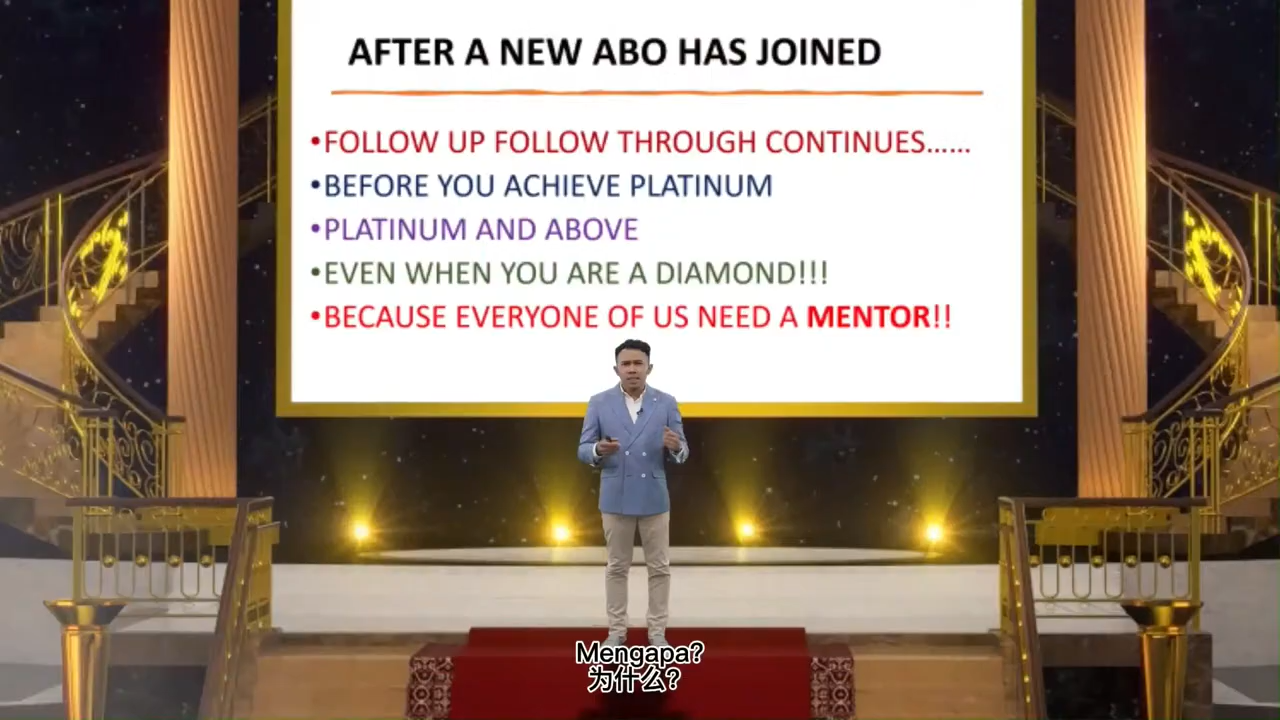 AFTER A NEW ABO HAS JOINED
•FOLLOW UP FOLLOW THROUGH CONTINUES......
•BEFORE YOU ACHIEVE PLATINUM
•PLATINUM AND ABOVE
•EVEN WHEN YOU ARE A DIAMOND!!!
•BECAUSE EVERYONE OF US NEED A MENTOR!!
Mengapa?
为什么?